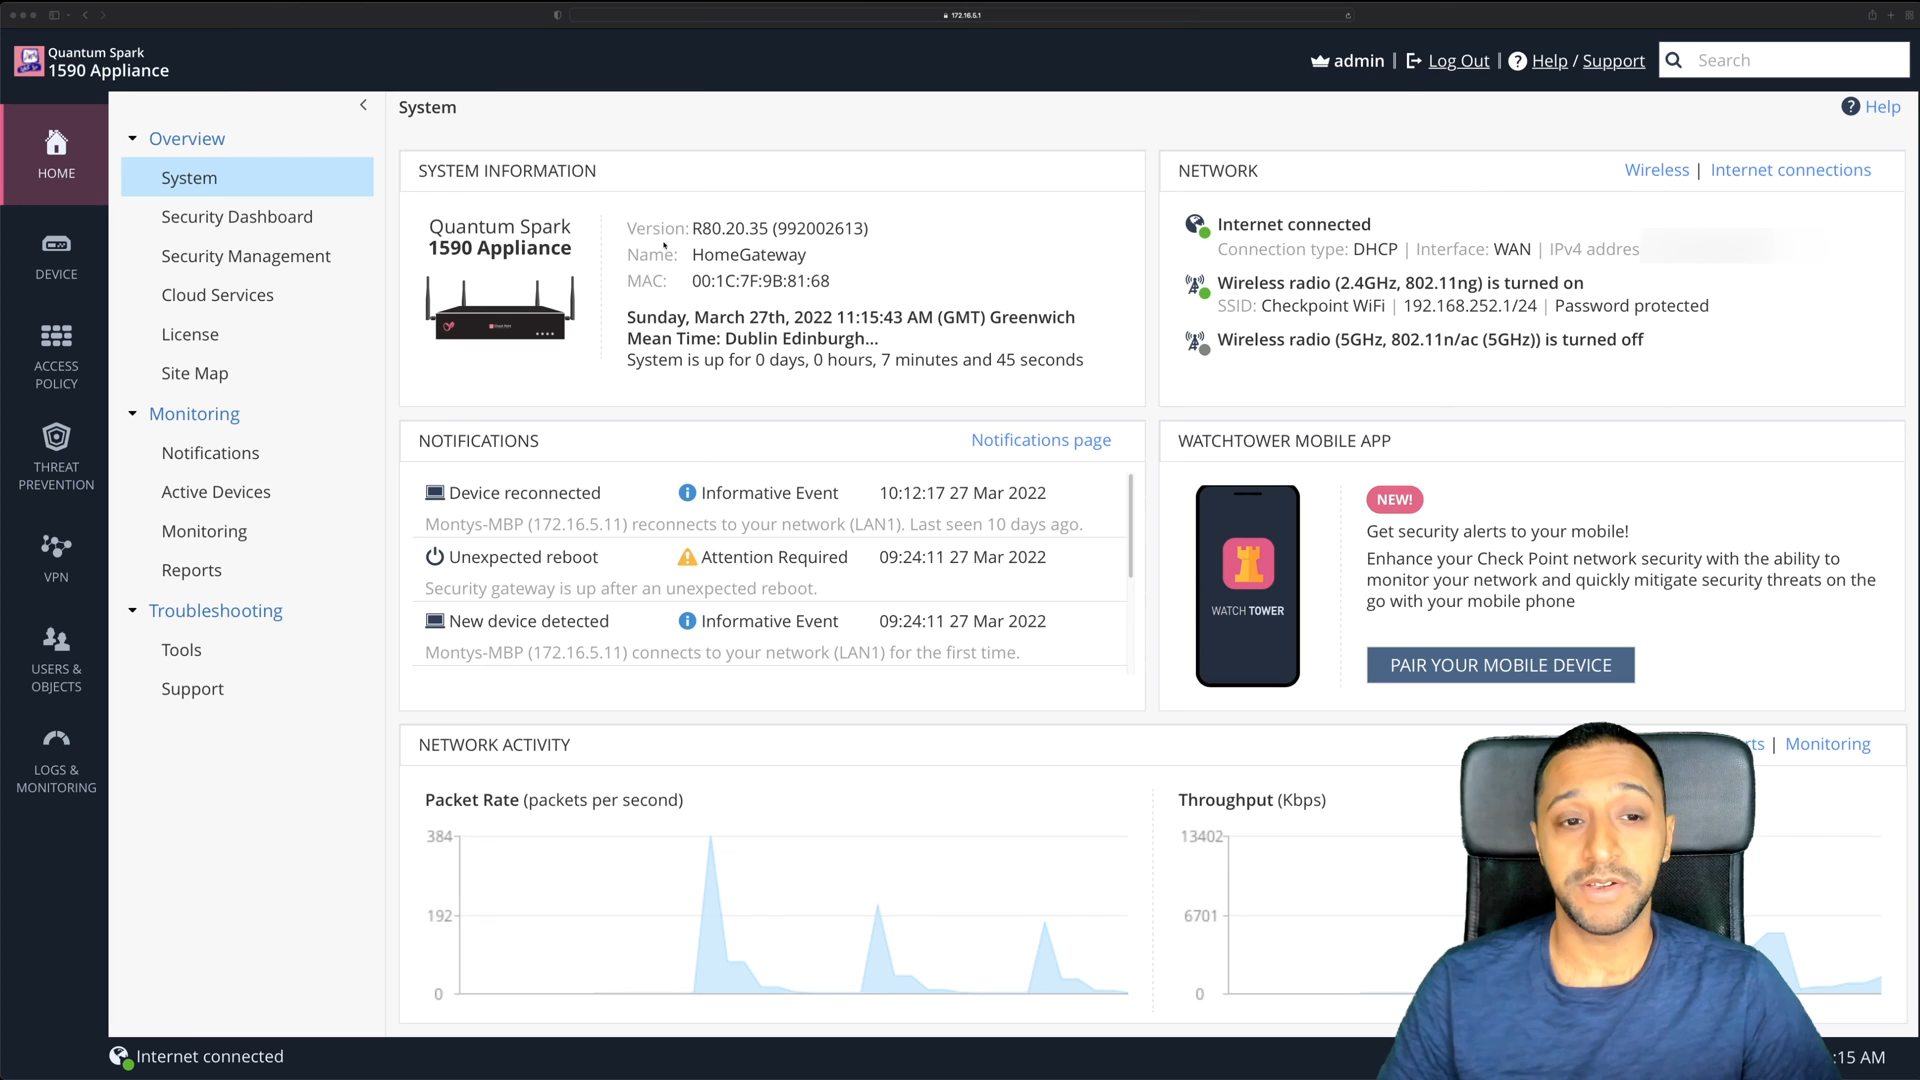 172.16.5.1
Quantum Spark
1590 Appliance
admin | Log Out | Help / Support
Search
HOME
DEVICE
ACCESS
POLICY
THREAT
PREVENTION
VPN
USERS &
OBJECTS
LOGS &
MONITORING
Overview
System
Security Dashboard
Security Management
Cloud Services
License
Site Map
Monitoring
Notifications
Active Devices
Monitoring
Reports
Troubleshooting
Tools
Support
System
Help
SYSTEM INFORMATION
Quantum Spark
1590 Appliance
Version: R80.20.35 (992002613)
Name: HomeGateway
MAC: 00:1C:7F:9B:81:68
Sunday, March 27th, 2022 11:15:43 AM (GMT) Greenwich
Mean Time: Dublin Edinburgh...
System is up for 0 days, 0 hours, 7 minutes and 45 seconds
NETWORK
Wireless | Internet connections
Internet connected
Connection type: DHCP | Interface: WAN | IPv4 addres
Wireless radio (2.4GHz, 802.11ng) is turned on
SSID: Checkpoint WiFi | 192.168.252.1/24 | Password protected
Wireless radio (5GHz, 802.11n/ac (5GHz)) is turned off
NOTIFICATIONS
Notifications page
Device reconnected Informative Event 10:12:17 27 Mar 2022
Montys-MBP (172.16.5.11) reconnects to your network (LAN1). Last seen 10 days ago.
Unexpected reboot Attention Required 09:24:11 27 Mar 2022
Security gateway is up after an unexpected reboot.
New device detected Informative Event 09:24:11 27 Mar 2022
Montys-MBP (172.16.5.11) connects to your network (LAN1) for the first time.
WATCHTOWER MOBILE APP
WATCH TOWER
NEW!
Get security alerts to your mobile!
Enhance your Check Point network security with the ability to
monitor your network and quickly mitigate security threats on the
go with your mobile phone
PAIR YOUR MOBILE DEVICE
NETWORK ACTIVITY
rts | Monitoring
Packet Rate (packets per second)
384
192
0
Throughput (Kbps)
13402
6701
0
Internet connected
:15 AM